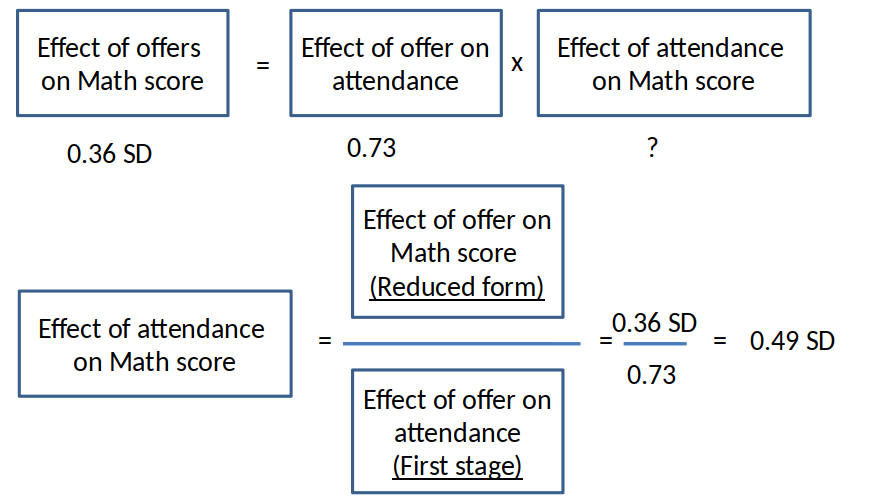 Effect of offers
on Math score
=
Effect of offer on
attendance
x
Effect of attendance
on Math score
0.36 SD
0.73
?
Effect of attendance
on Math score
=
Effect of offer on
Math score
(Reduced form)
Effect of offer on
attendance
(First stage)
=
0.36 SD
0.73
=
0.49 SD